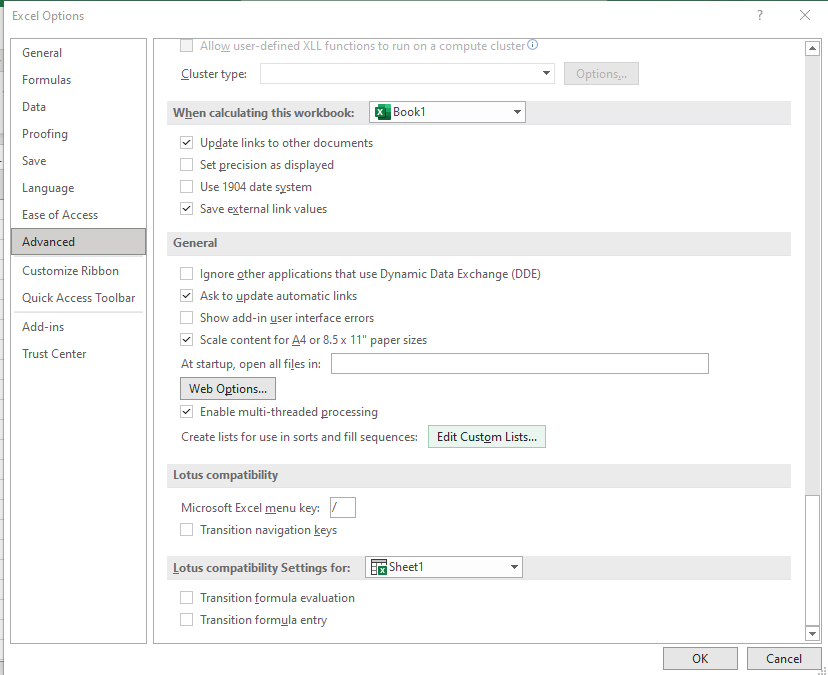 Excel Options
?
General
Formulas
Data
Proofing
Save
Language
Ease of Access
Advanced
Customize Ribbon
Quick Access Toolbar
Add-ins
Trust Center
Allow user-defined XLL functions to run on a compute cluster
Cluster type:
Options...
When calculating this workbook: Book1
Update links to other documents
Set precision as displayed
Use 1904 date system
Save external link values
General
Ignore other applications that use Dynamic Data Exchange (DDE)
Ask to update automatic links
Show add-in user interface errors
Scale content for A4 or 8.5 x 11" paper sizes
At startup, open all files in:
Web Options...
Enable multi-threaded processing
Create lists for use in sorts and fill sequences: Edit Custom Lists...
Lotus compatibility
Microsoft Excel menu key: /
Transition navigation keys
Lotus compatibility Settings for: Sheet1
Transition formula evaluation
Transition formula entry
OK Cancel